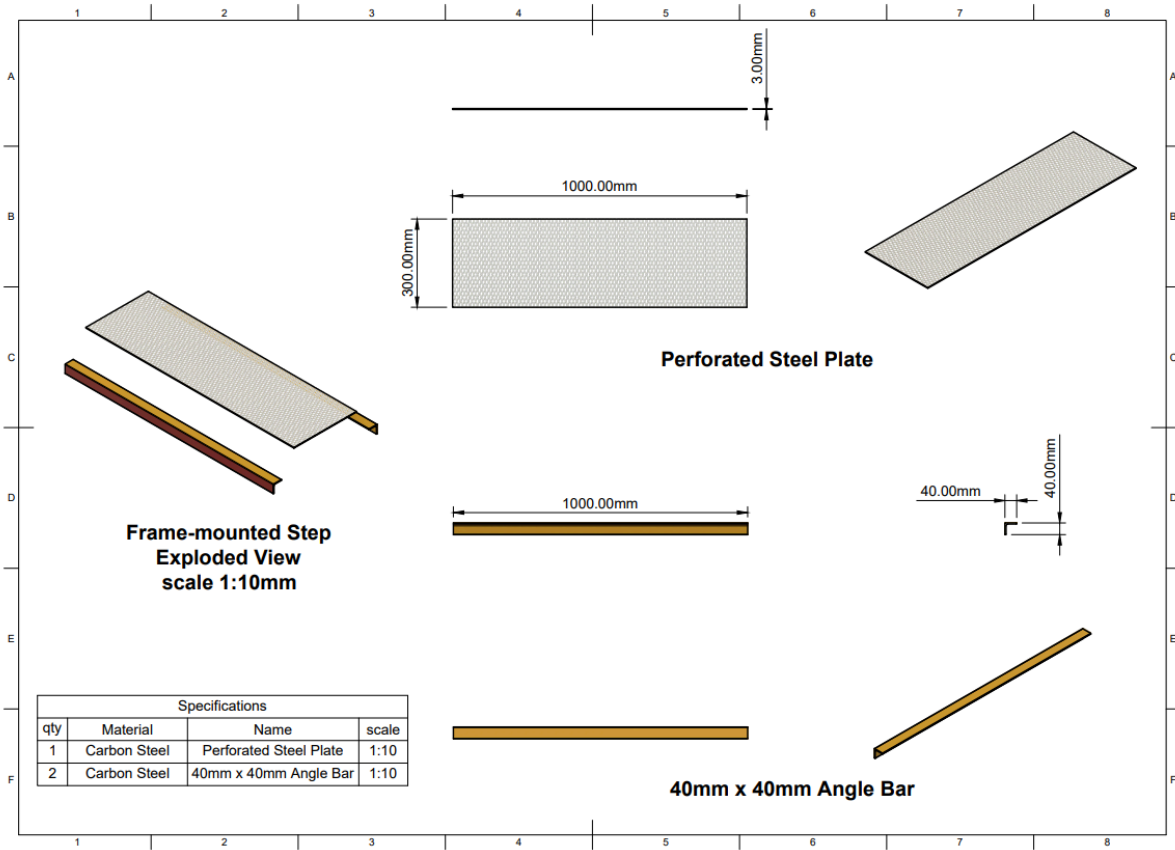 1 2 3 4 5 6 7 8
A A
3.00mm
1000.00mm
B B
300.00mm
C C
Perforated Steel Plate
D D
40.00mm
40.00mm
1000.00mm
Frame-mounted Step
Exploded View
scale 1:10mm
E E
Specifications
qty Material Name scale
1 Carbon Steel Perforated Steel Plate 1:10
2 Carbon Steel 40mm x 40mm Angle Bar 1:10
F F
40mm x 40mm Angle Bar
1 2 3 4 5 6 7 8